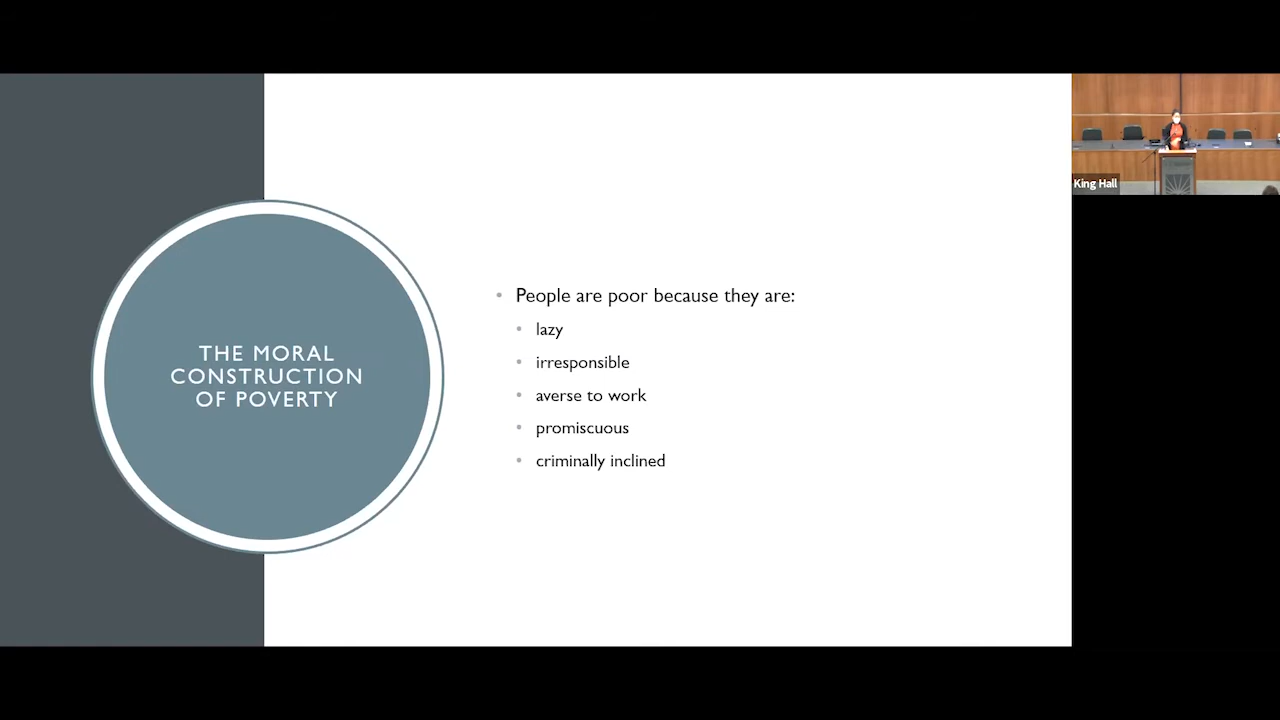 THE MORAL
CONSTRUCTION
OF POVERTY
• People are poor because they are:
• lazy
• irresponsible
• averse to work
• promiscuous
• criminally inclined
King Hall